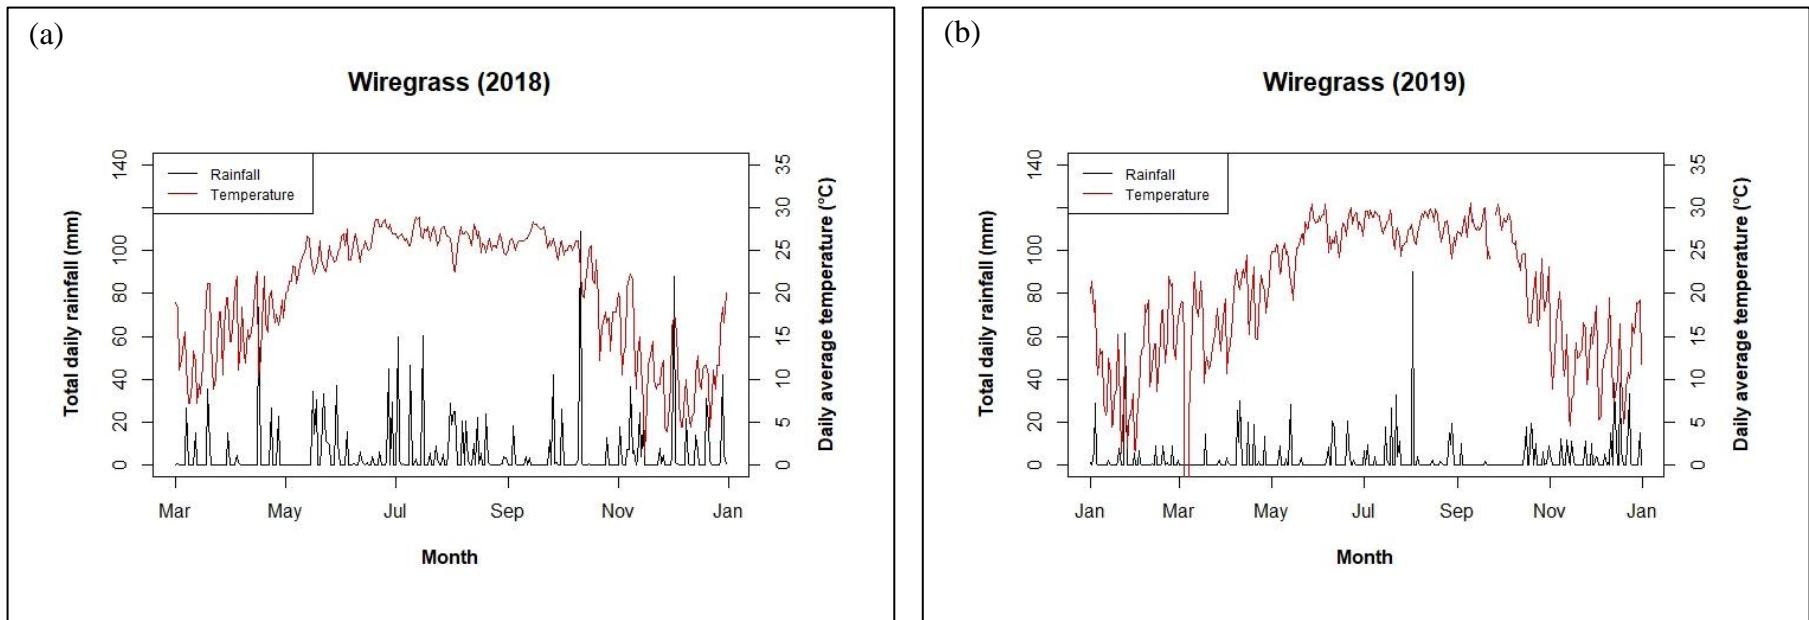 (a)
Wiregrass (2018)
Rainfall
Temperature
Total daily rainfall (mm)
0 20 40 60 80 100 140
Daily average temperature (°C)
0 5 10 15 20 25 30 35
Mar May Jul Sep Nov Jan
Month
(b)
Wiregrass (2019)
Rainfall
Temperature
Total daily rainfall (mm)
0 20 40 60 80 100 140
Daily average temperature (°C)
0 5 10 15 20 25 30 35
Jan Mar May Jul Sep Nov Jan
Month